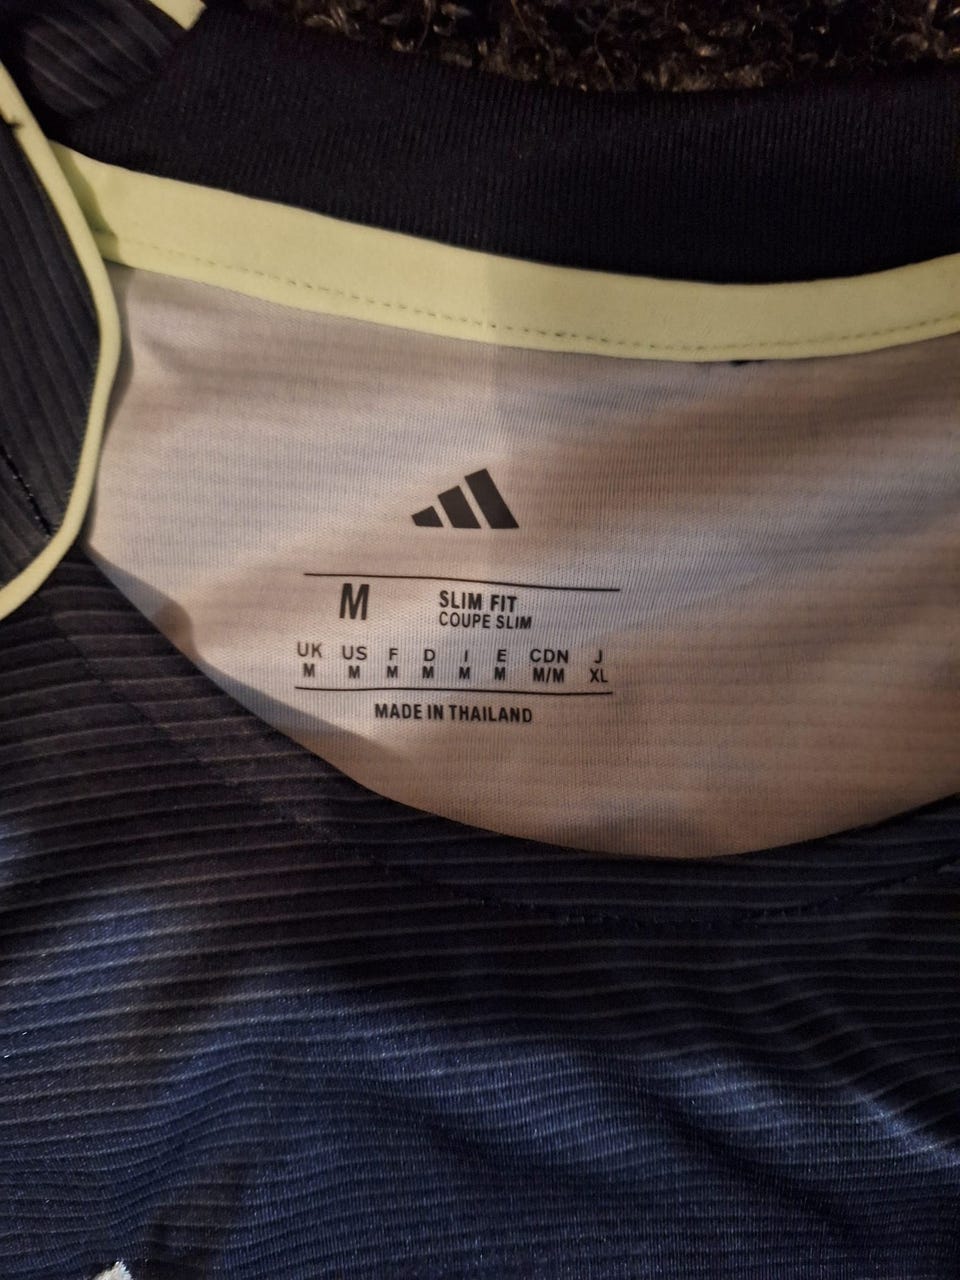 M SLIM FIT
COUPE SLIM
UK US F D I E CDN J
M M M M M M M/M XL
MADE IN THAILAND